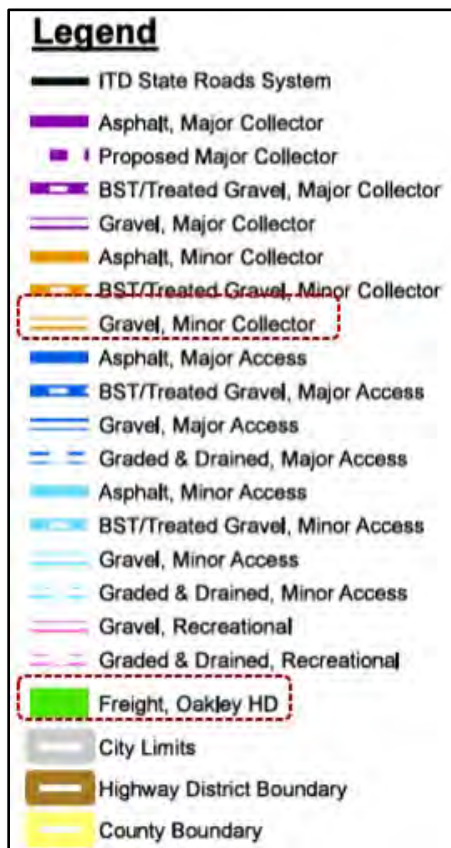 Legend
ITD State Roads System
Asphalt, Major Collector
Proposed Major Collector
BST/Treated Gravel, Major Collector
Gravel, Major Collector
Asphalt, Minor Collector
BST/Treated Gravel, Minor Collector
Gravel, Minor Collector
Asphalt, Major Access
BST/Treated Gravel, Major Access
Gravel, Major Access
Graded & Drained, Major Access
Asphalt, Minor Access
BST/Treated Gravel, Minor Access
Gravel, Minor Access
Graded & Drained, Minor Access
Gravel, Recreational
Graded & Drained, Recreational
Freight, Oakley HD
City Limits
Highway District Boundary
County Boundary